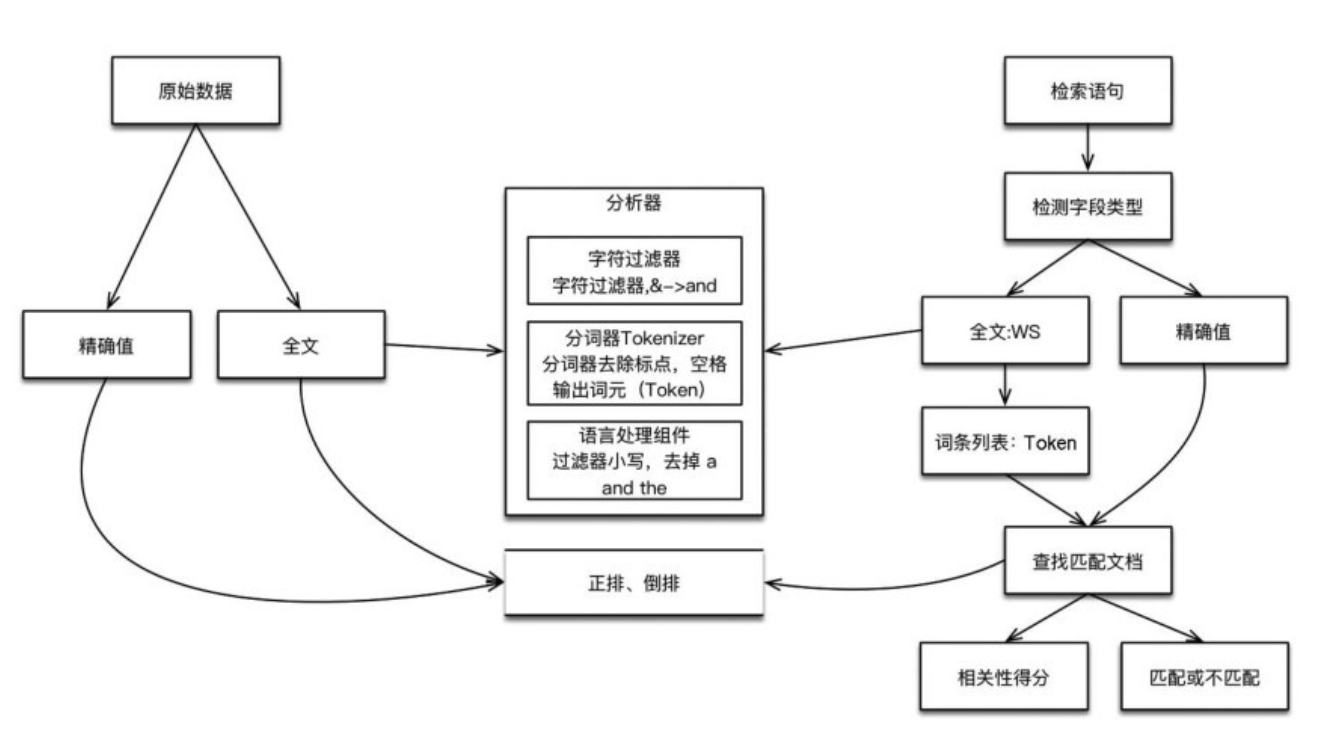 原始数据
检索语句
检测字段类型
分析器
字符过滤器
字符过滤器,&->and
分词器Tokenizer
分词器去除标点，空格
输出词元（Token）
语言处理组件
过滤器小写，去掉 a
and the
精确值
全文
全文:WS
精确值
词条列表：Token
查找匹配文档
正排、倒排
相关性得分
匹配或不匹配